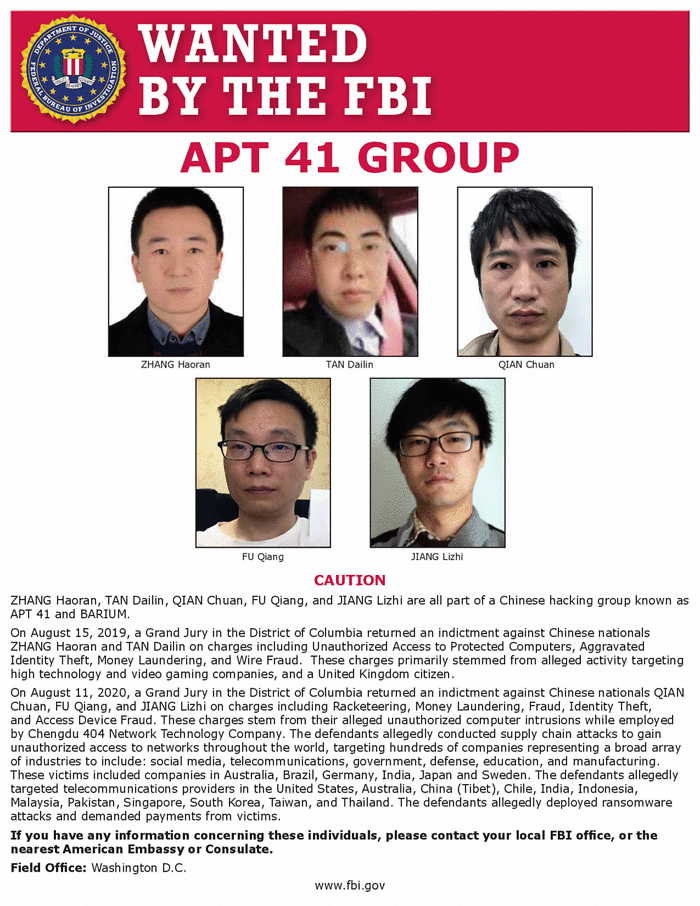 DEPARTMENT OF JUSTICE
FEDERAL BUREAU OF INVESTIGATION
WANTED
BY THE FBI
APT 41 GROUP
ZHANG Haoran
TAN Dailin
QIAN Chuan
FU Qiang
JIANG Lizhi
CAUTION
ZHANG Haoran, TAN Dailin, QIAN Chuan, FU Qiang, and JIANG Lizhi are all part of a Chinese hacking group known as
APT 41 and BARIUM.
On August 15, 2019, a Grand Jury in the District of Columbia returned an indictment against Chinese nationals
ZHANG Haoran and TAN Dailin on charges including Unauthorized Access to Protected Computers, Aggravated
Identity Theft, Money Laundering, and Wire Fraud.  These charges primarily stemmed from alleged activity targeting
high technology and video gaming companies, and a United Kingdom citizen.
On August 11, 2020, a Grand Jury in the District of Columbia returned an indictment against Chinese nationals QIAN
Chuan, FU Qiang, and JIANG Lizhi on charges including Racketeering, Money Laundering, Fraud, Identity Theft,
and Access Device Fraud. These charges stem from their alleged unauthorized computer intrusions while employed
by Chengdu 404 Network Technology Company. The defendants allegedly conducted supply chain attacks to gain
unauthorized access to networks throughout the world, targeting hundreds of companies representing a broad array
of industries to include: social media, telecommunications, government, defense, education, and manufacturing.
These victims included companies in Australia, Brazil, Germany, India, Japan and Sweden. The defendants allegedly
targeted telecommunications providers in the United States, Australia, China (Tibet), Chile, India, Indonesia,
Malaysia, Pakistan, Singapore, South Korea, Taiwan, and Thailand. The defendants allegedly deployed ransomware
attacks and demanded payments from victims.
If you have any information concerning these individuals, please contact your local FBI office, or the
nearest American Embassy or Consulate.
Field Office: Washington D.C.
www.fbi.gov